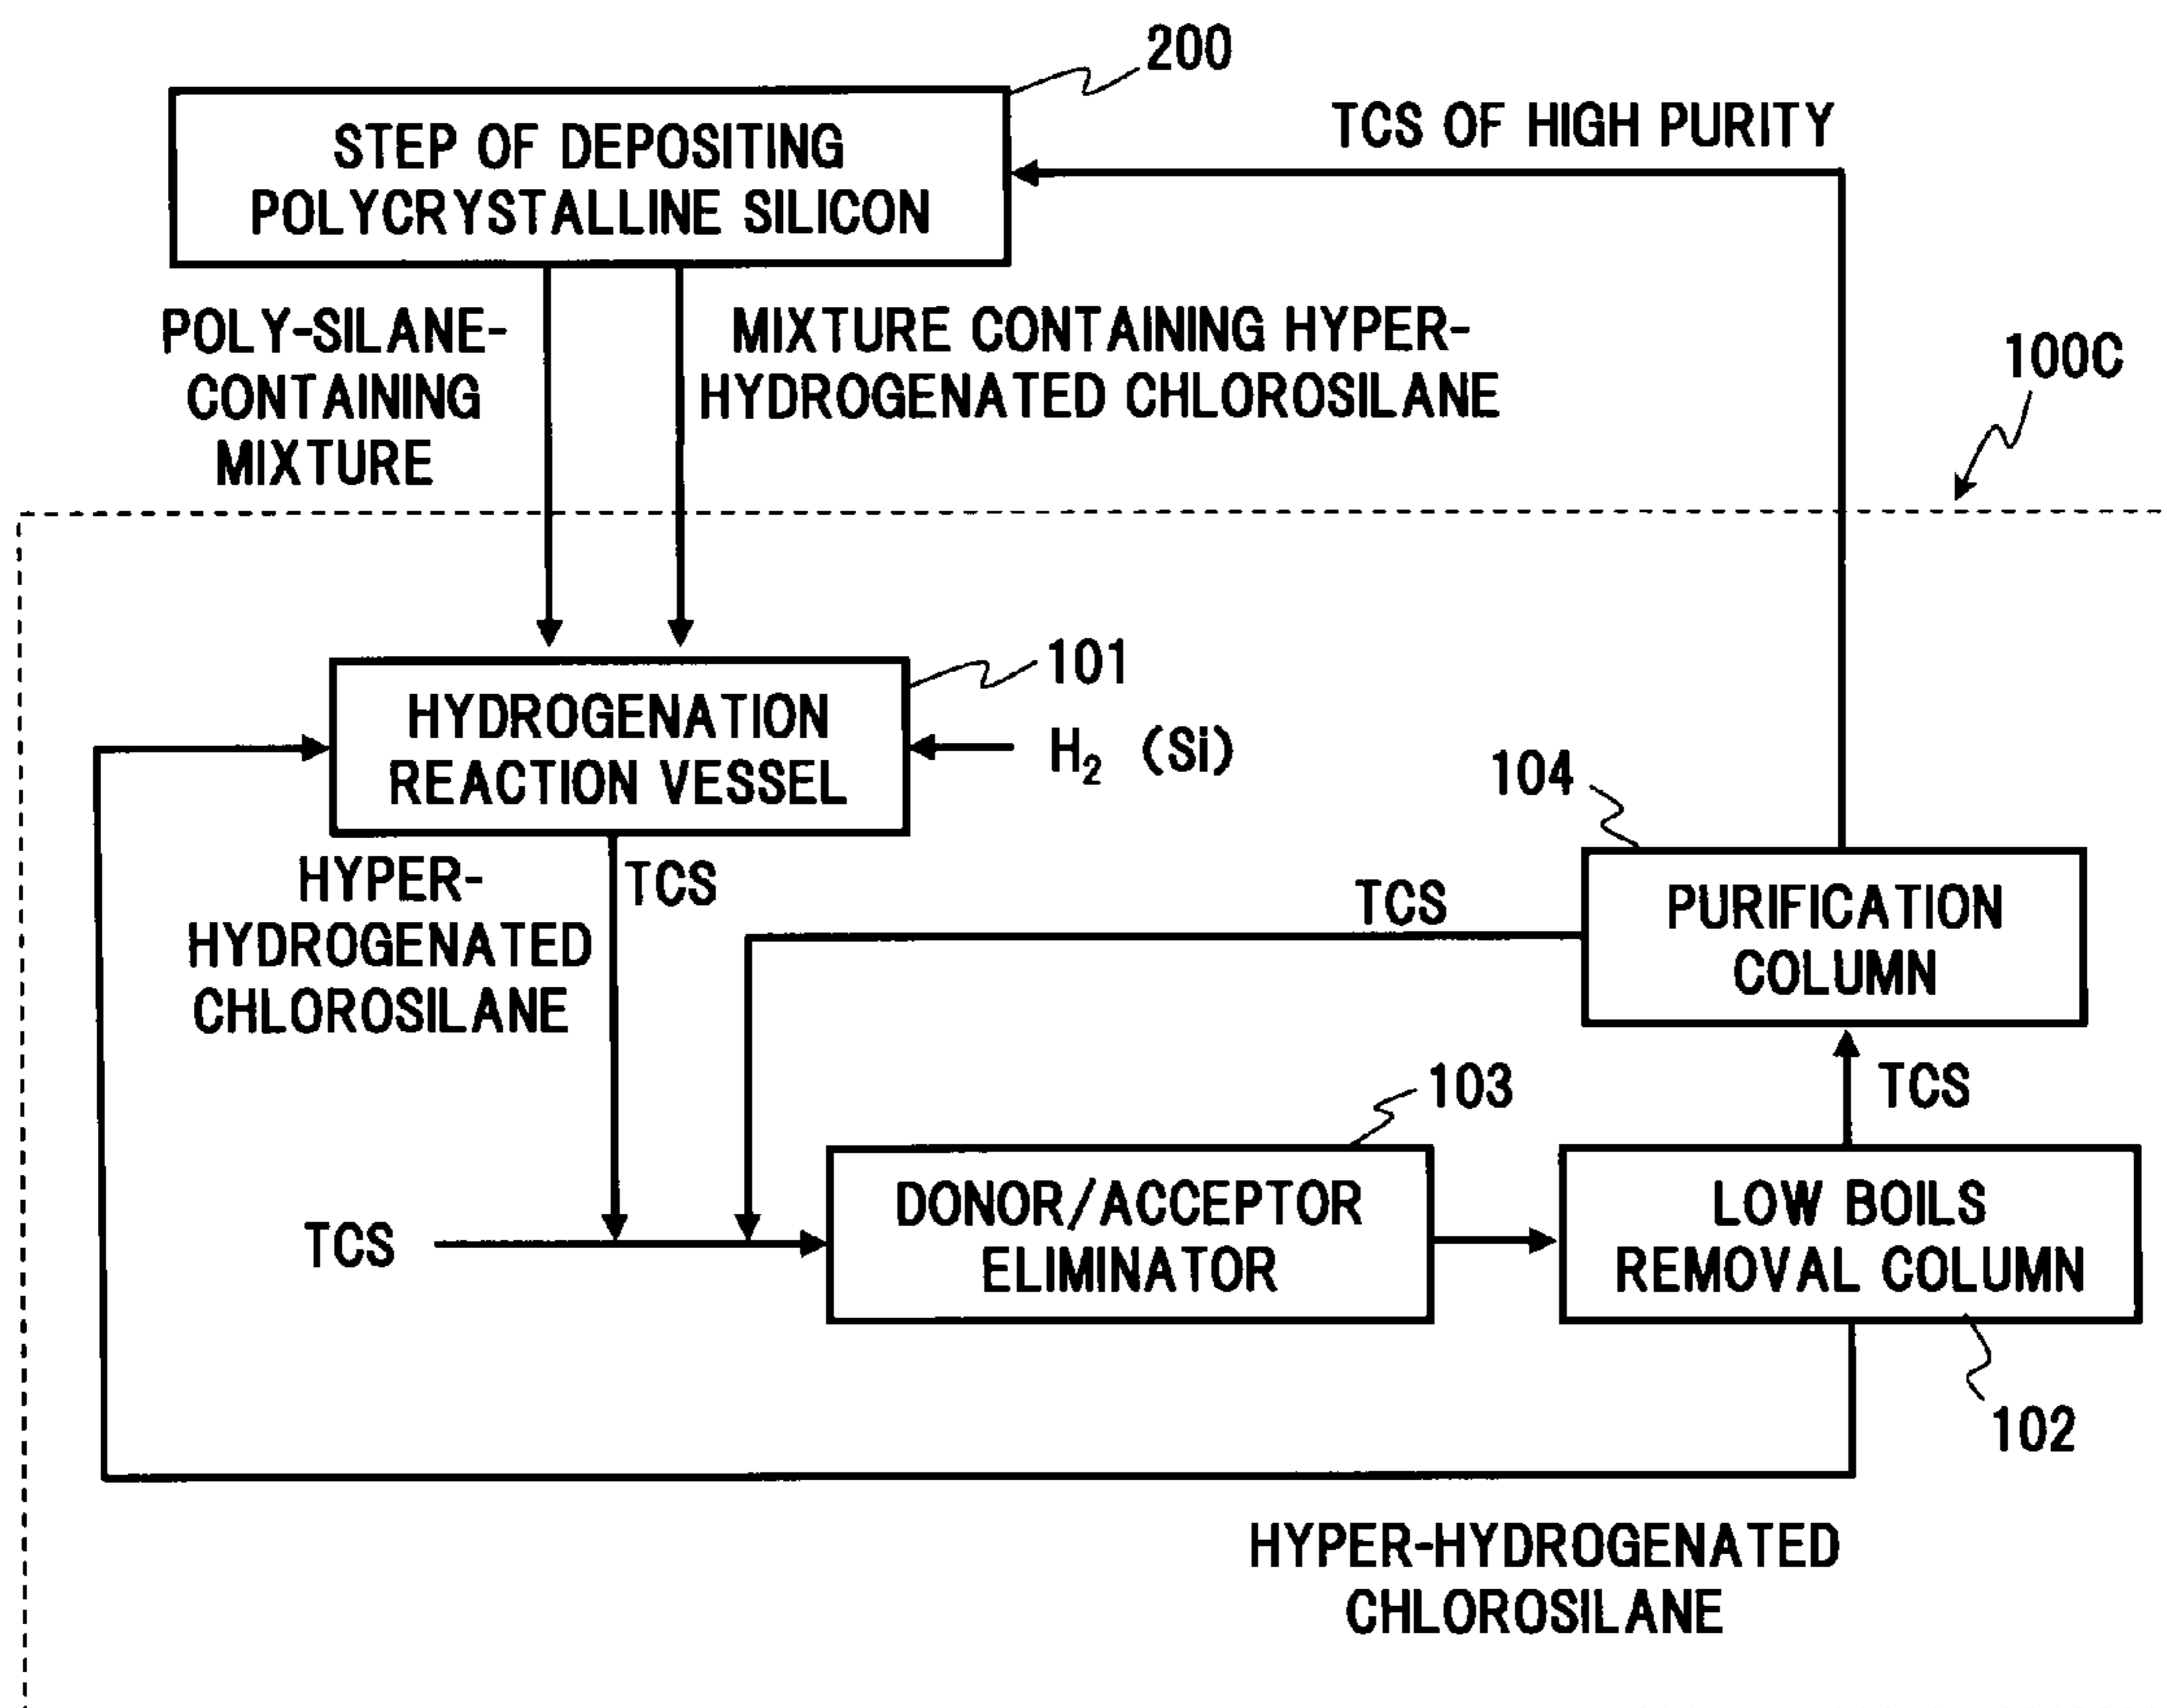 200
STEP OF DEPOSITING
POLYCRYSTALLINE SILICON
TCS OF HIGH PURITY
POLY-SILANE-
CONTAINING
MIXTURE
MIXTURE CONTAINING HYPER-
HYDROGENATED CHLOROSILANE
100C
101
HYDROGENATION
REACTION VESSEL
H₂ (Si)
104
HYPER-
HYDROGENATED
CHLOROSILANE
TCS
TCS
PURIFICATION
COLUMN
103
TCS
TCS
DONOR/ACCEPTOR
ELIMINATOR
LOW BOILS
REMOVAL COLUMN
102
HYPER-HYDROGENATED
CHLOROSILANE